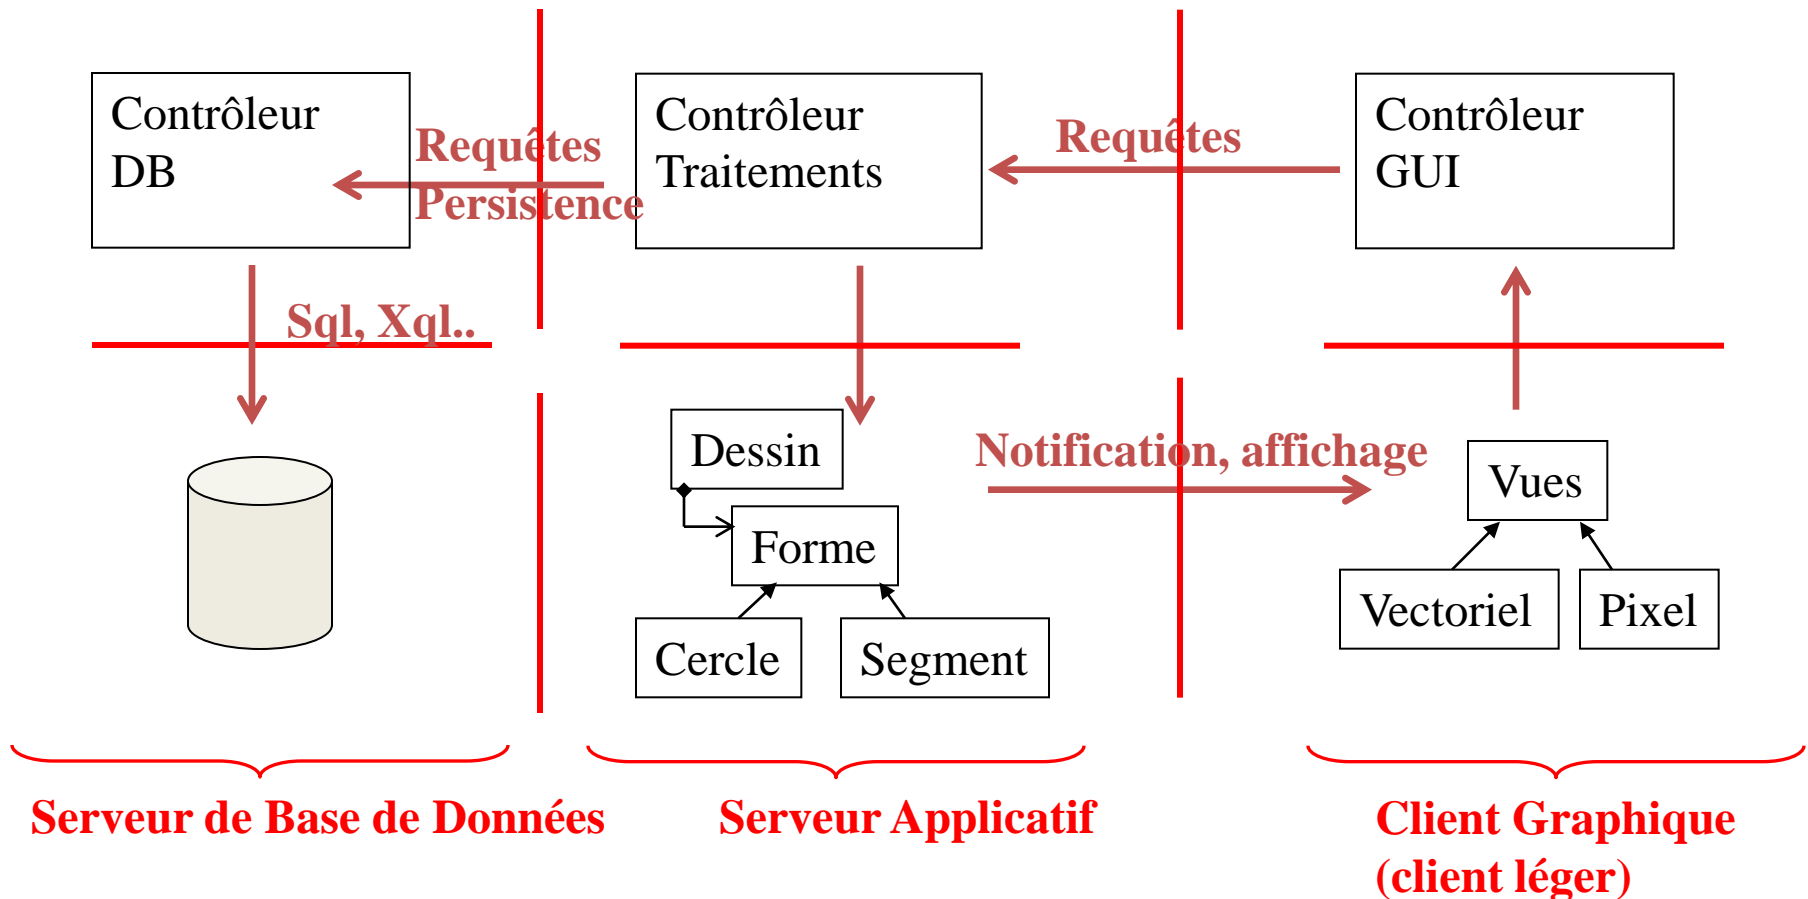 Contrôleur
DB
Requêtes
Persistence
Contrôleur
Traitements
Requêtes
Contrôleur
GUI
Sql, Xql..
Dessin
Forme
Cercle
Segment
Notification, affichage
Vues
Vectoriel
Pixel
Serveur de Base de Données
Serveur Applicatif
Client Graphique
(client léger)